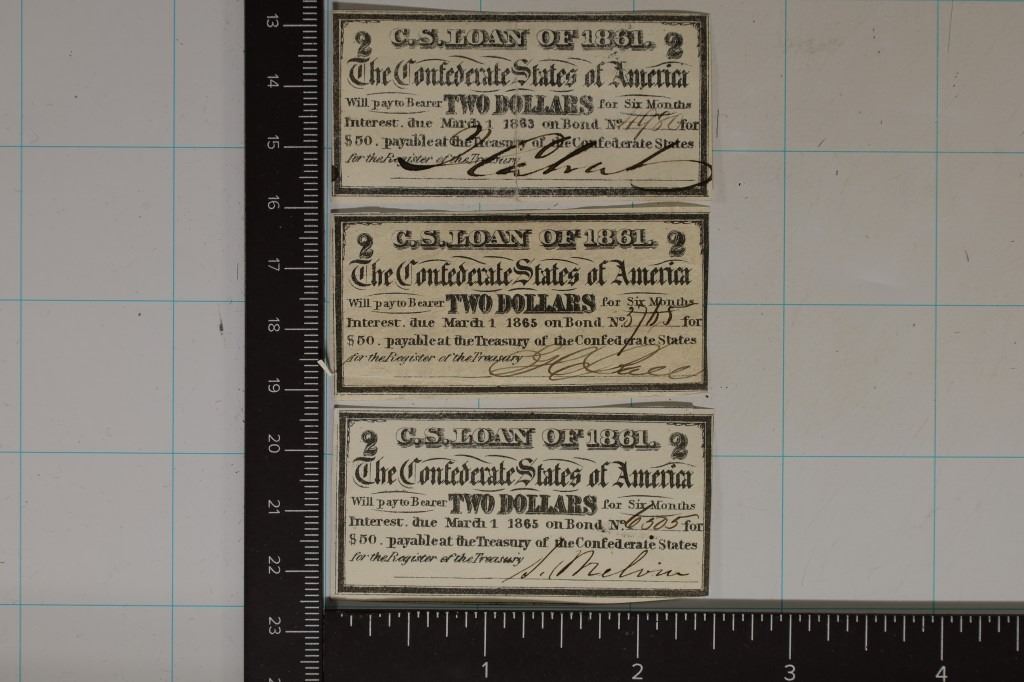 13
14
15
16
17
18
19
20
21
22
23
2 C.S. LOAN OF 1861. 2
The Confederate States of America
Will pay to Bearer TWO DOLLARS for Six Months
Interest. due March 1 1863 on Bond No. 4980 for
$50. payable at the Treasury of the Confederate States
for the Register of the Treasury
2 C.S. LOAN OF 1861. 2
The Confederate States of America
Will pay to Bearer TWO DOLLARS for Six Months
Interest. due March 1 1865 on Bond No. 3765 for
$50. payable at the Treasury of the Confederate States
for the Register of the Treasury
2 C.S. LOAN OF 1861. 2
The Confederate States of America
Will pay to Bearer TWO DOLLARS for Six Months
Interest. due March 1 1865 on Bond No. 6505 for
$50. payable at the Treasury of the Confederate States
for the Register of the Treasury
S. Melvin
1 2 3 4